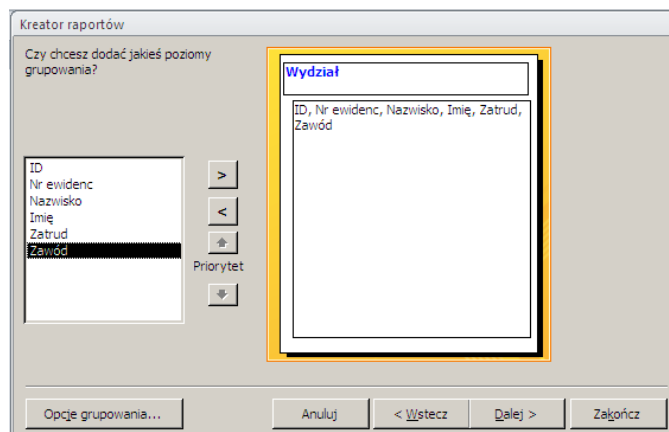 Kreator raportów
Czy chcesz dodać jakieś poziomy
grupowania?
Wydział
ID, Nr ewidenc, Nazwisko, Imię, Zatrud,
Zawód
ID
Nr ewidenc
Nazwisko
Imię
Zatrud
Zawód
>
<
Priorytet
Opcje grupowania...
Anuluj
< Wstecz
Dalej >
Zakończ